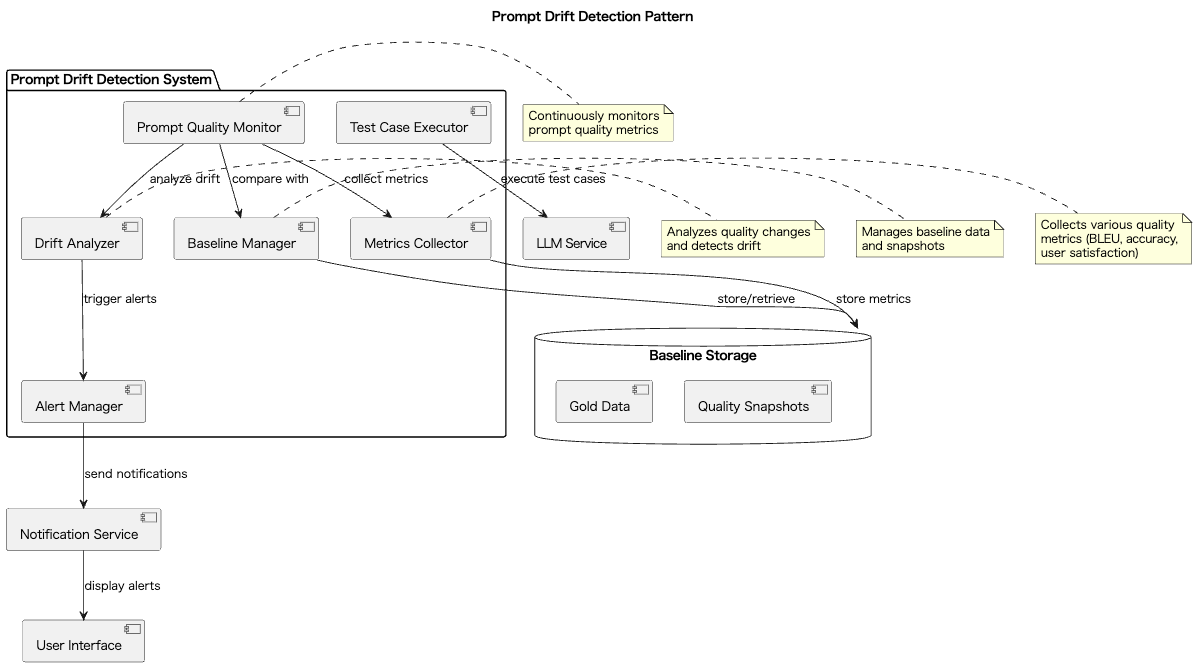 Prompt Drift Detection Pattern
Prompt Drift Detection System
Prompt Quality Monitor
Test Case Executor
Continuously monitors
prompt quality metrics
analyze drift
compare with
collect metrics
execute test cases
Drift Analyzer
Baseline Manager
Metrics Collector
LLM Service
Analyzes quality changes
and detects drift
Manages baseline data
and snapshots
Collects various quality
metrics (BLEU, accuracy,
user satisfaction)
trigger alerts
store/retrieve
store metrics
Baseline Storage
Alert Manager
Gold Data
Quality Snapshots
send notifications
Notification Service
display alerts
User Interface